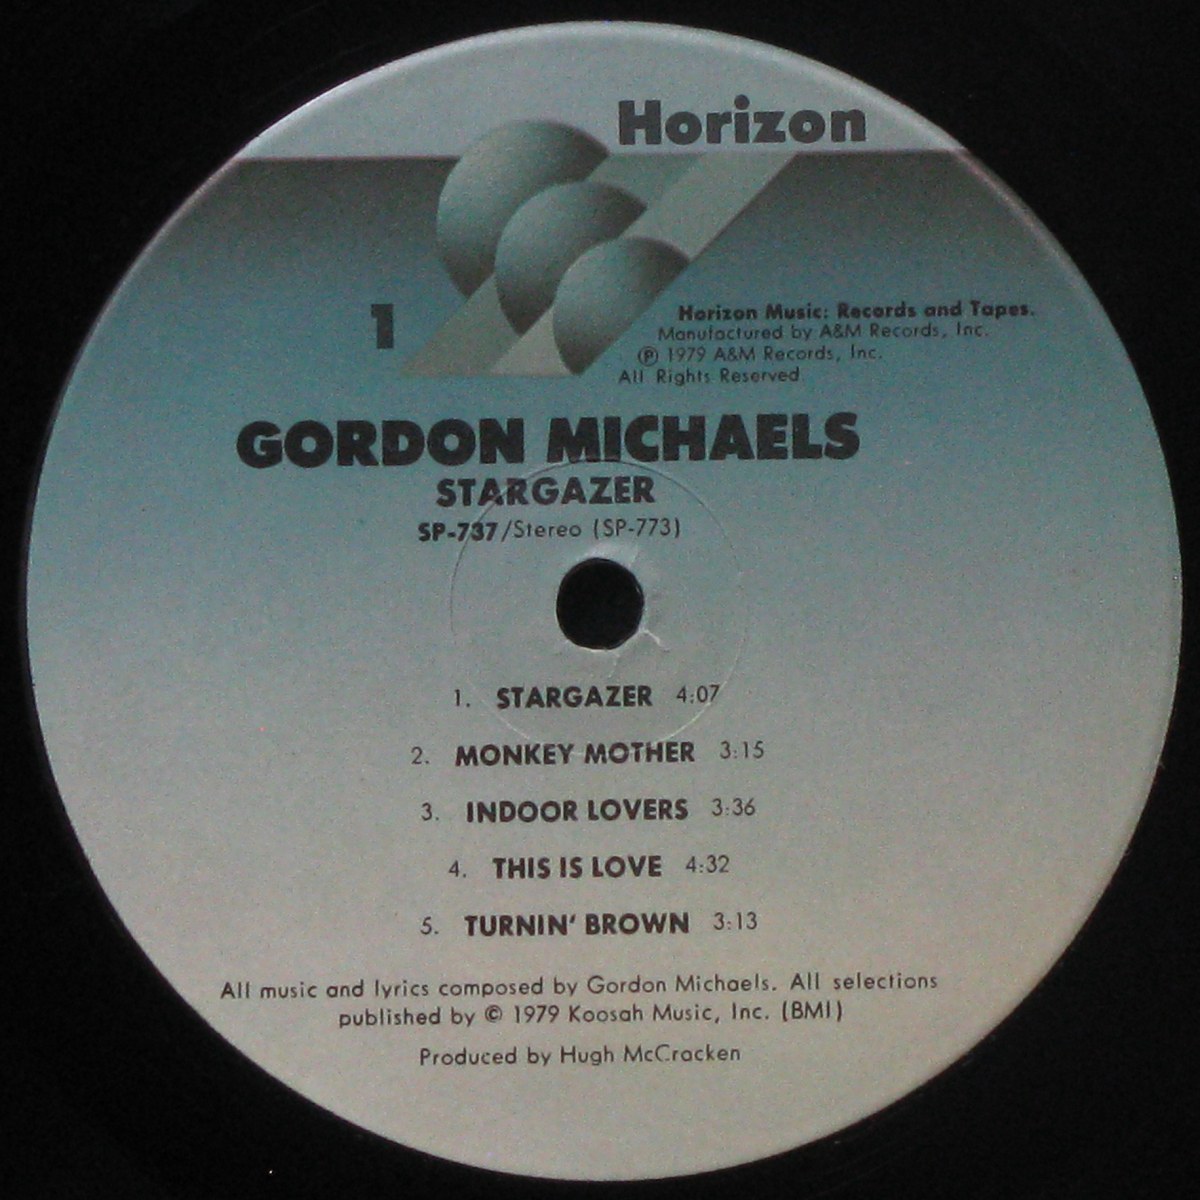 Horizon
1
Horizon Music: Records and Tapes.
Manufactured by A&M Records, Inc.
Ⓟ 1979 A&M Records, Inc.
All Rights Reserved
GORDON MICHAELS
STARGAZER
SP-737/Stereo (SP-773)
1. STARGAZER 4:07
2. MONKEY MOTHER 3:15
3. INDOOR LOVERS 3:36
4. THIS IS LOVE 4:32
5. TURNIN' BROWN 3:13
All music and lyrics composed by Gordon Michaels. All selections
published by © 1979 Koosah Music, Inc. (BMI)
Produced by Hugh McCracken